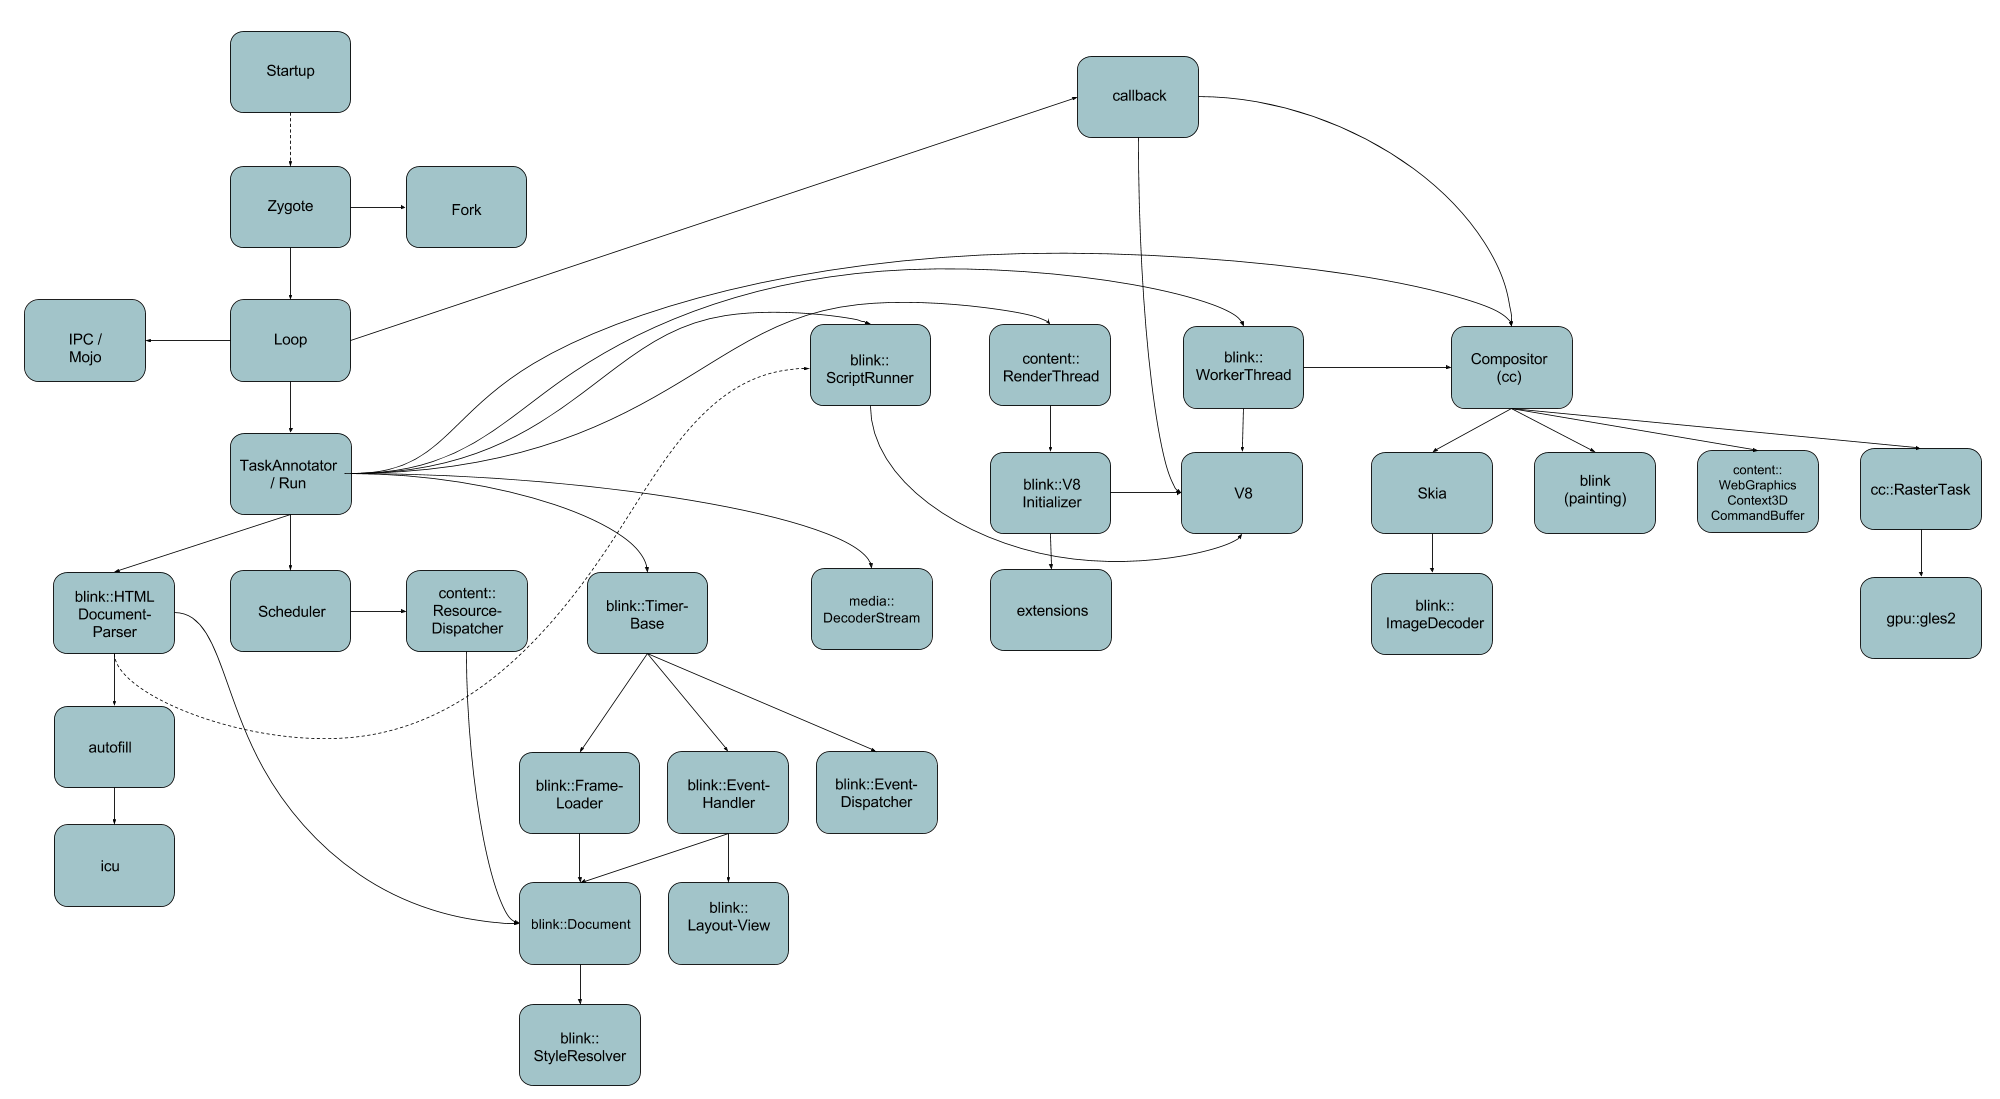 Startup
callback
Zygote
Fork
IPC /
Mojo
Loop
blink::
ScriptRunner
content::
RenderThread
blink::
WorkerThread
Compositor
(cc)
TaskAnnotator
/ Run
blink::V8
Initializer
V8
Skia
blink
(painting)
content::
WebGraphics
Context3D
CommandBuffer
cc::RasterTask
blink::HTML
Document-
Parser
Scheduler
content::
Resource-
Dispatcher
blink::Timer-
Base
media::
DecoderStream
extensions
blink::
ImageDecoder
gpu::gles2
autofill
blink::Frame-
Loader
blink::Event-
Handler
blink::Event-
Dispatcher
icu
blink::Document
blink::
Layout-View
blink::
StyleResolver